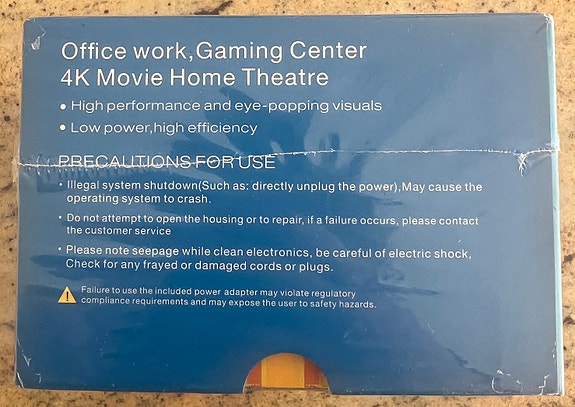 Office work,Gaming Center
4K Movie Home Theatre
• High performance and eye-popping visuals
• Low power,high efficiency
PRECAUTIONS FOR USE
• Illegal system shutdown(Such as: directly unplug the power),May cause the
operating system to crash.
• Do not attempt to open the housing or to repair, if a failure occurs, please contact
the customer service
• Please note seepage while clean electronics, be careful of electric shock,
Check for any frayed or damaged cords or plugs.
Failure to use the included power adapter may violate regulatory
compliance requirements and may expose the user to safety hazards.